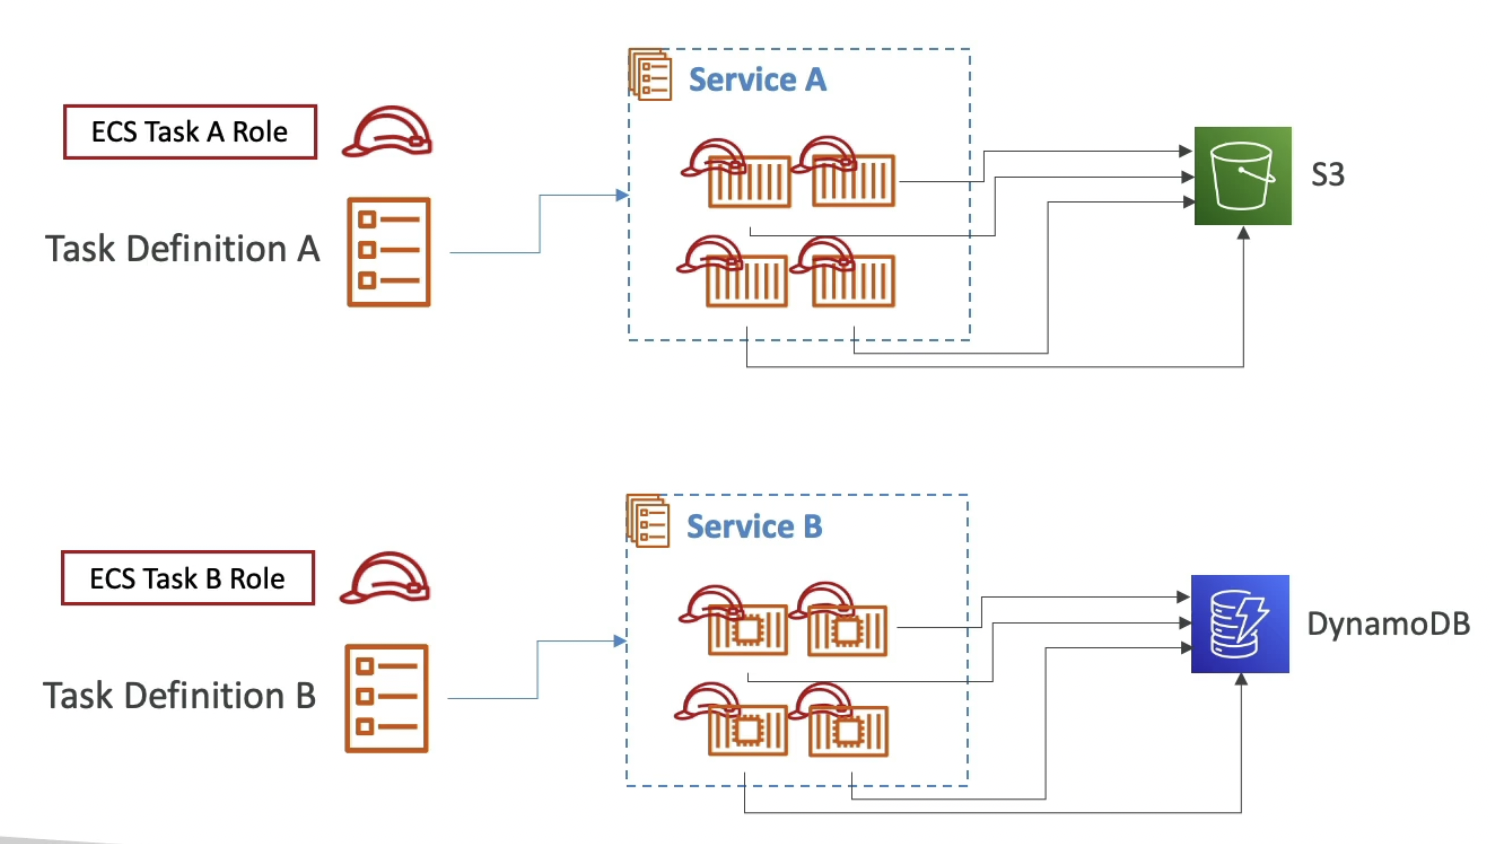 Service A
ECS Task A Role
S3
Task Definition A
Service B
ECS Task B Role
DynamoDB
Task Definition B